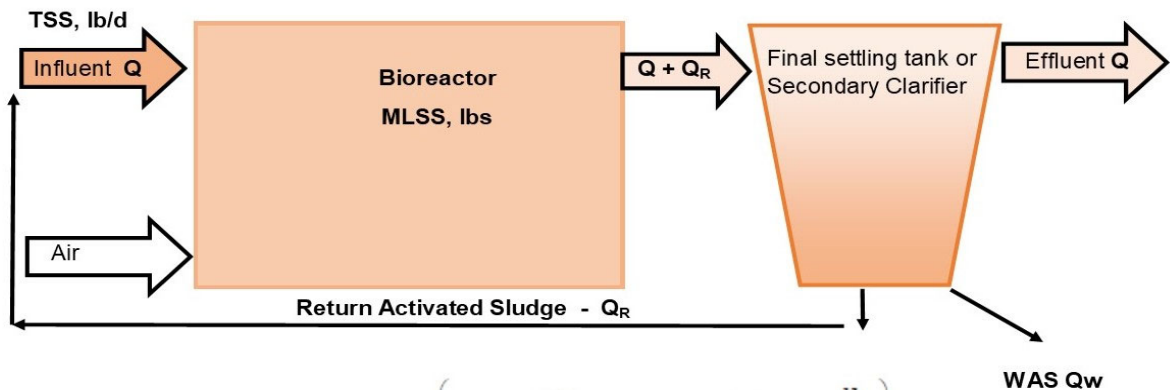 TSS, lb/d
Influent Q
Bioreactor
MLSS, lbs
Q + QR
Final settling tank or
Secondary Clarifier
Effluent Q
Air
Return Activated Sludge - QR
WAS Qw